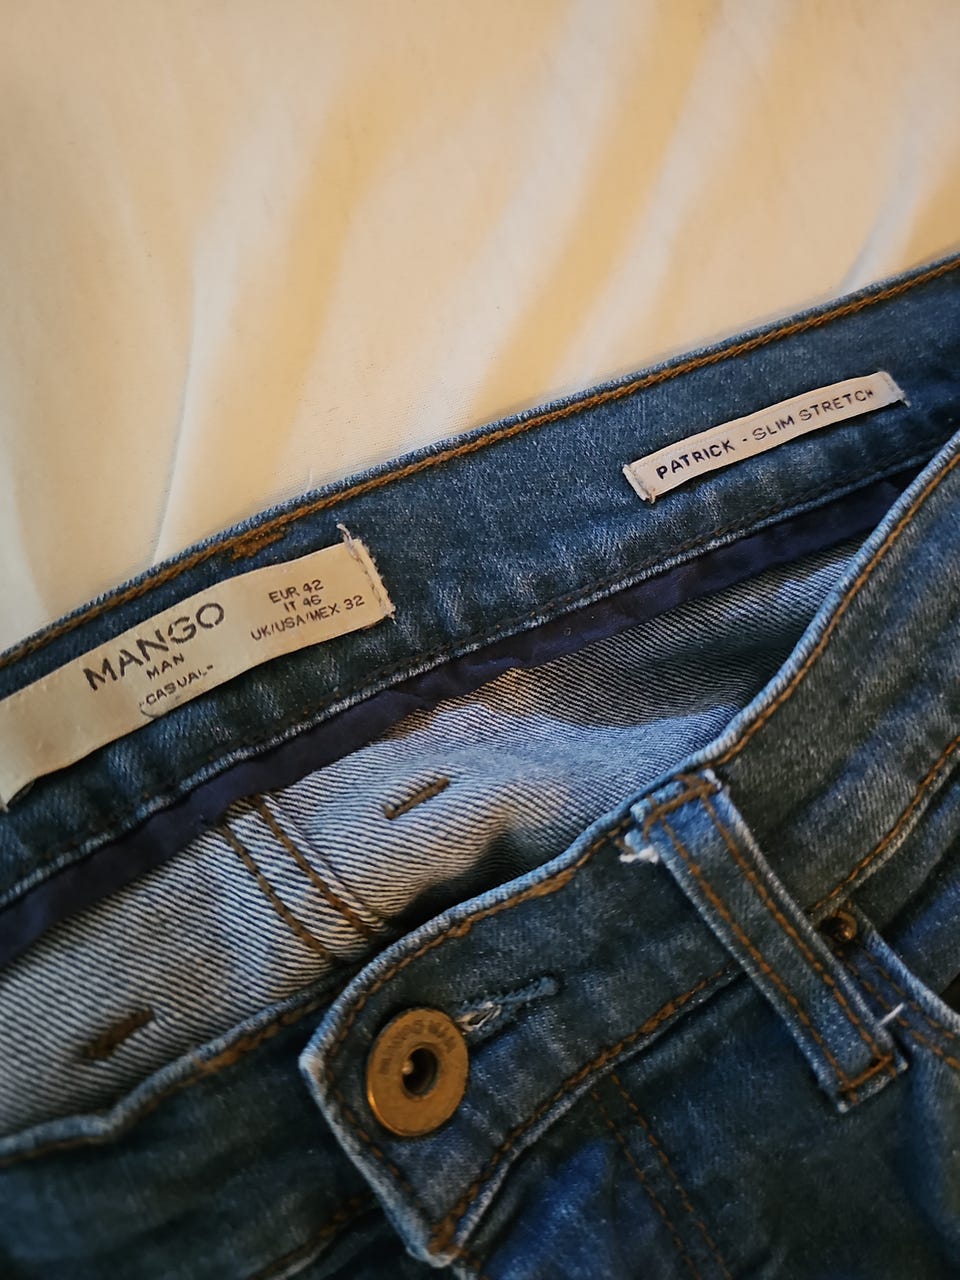 MANGO
MAN
-CASUAL-
EUR 42
IT 46
UK/USA/MEX 32
PATRICK - SLIM STRETCH